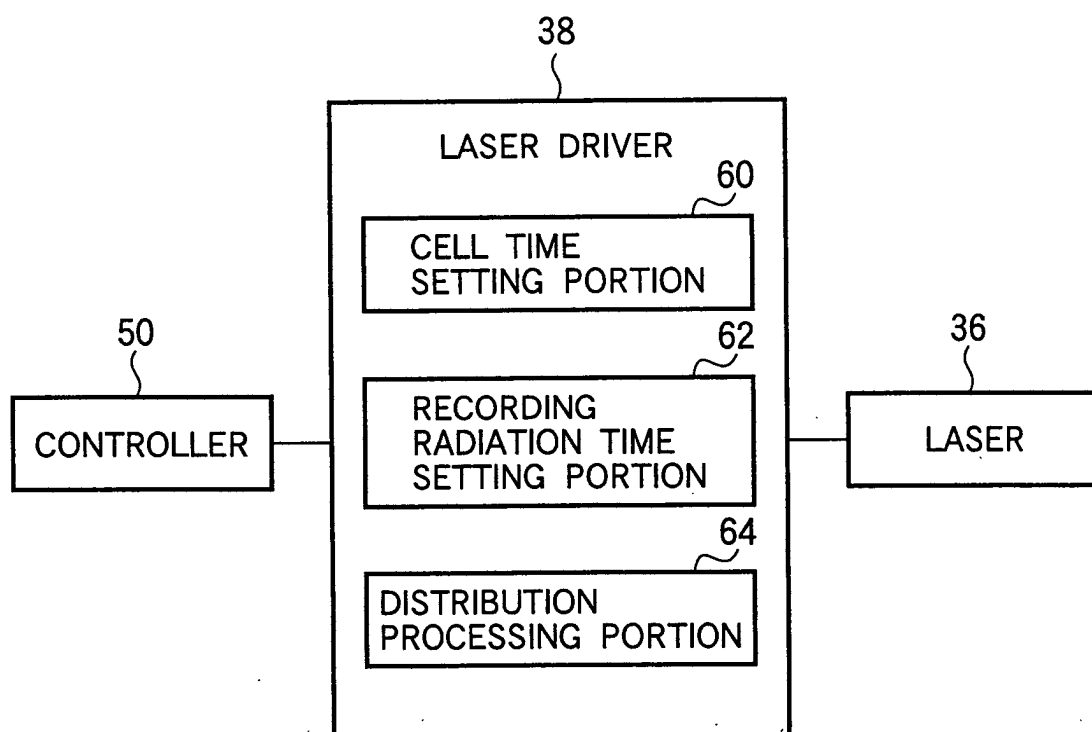 38
LASER DRIVER
60
CELL TIME
SETTING PORTION
62
RECORDING
RADIATION TIME
SETTING PORTION
64
DISTRIBUTION
PROCESSING PORTION
50
CONTROLLER
36
LASER